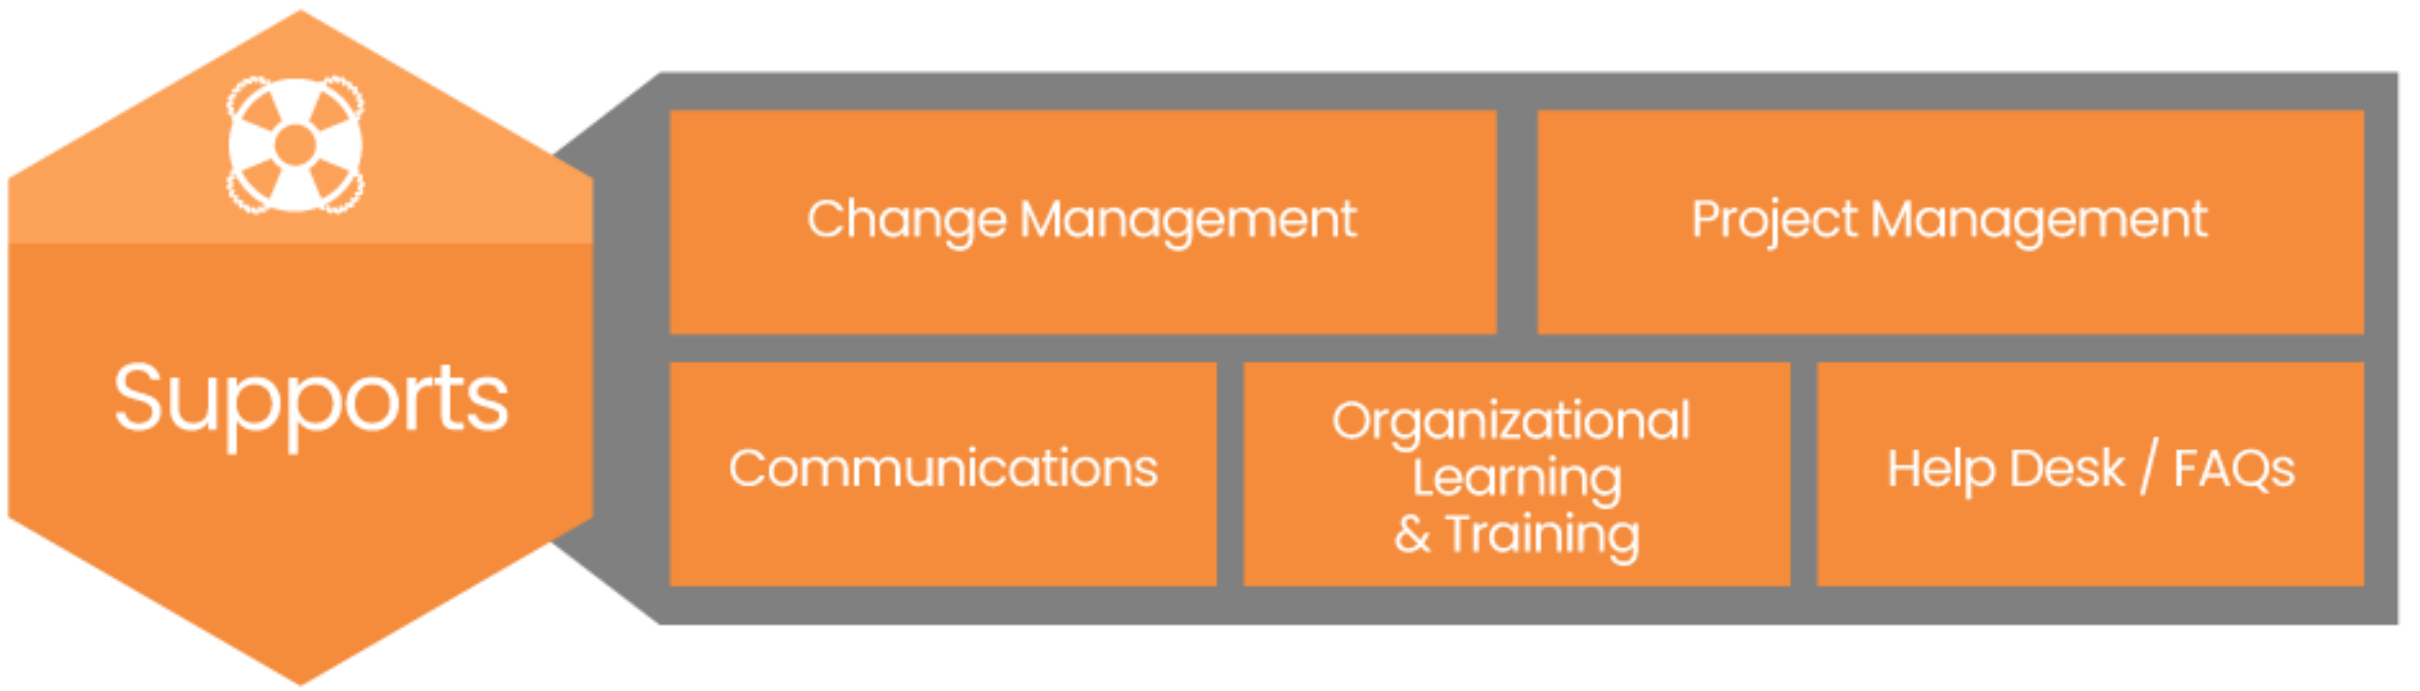 Supports
Change Management
Project Management
Communications
Organizational
Learning
& Training
Help Desk / FAQs